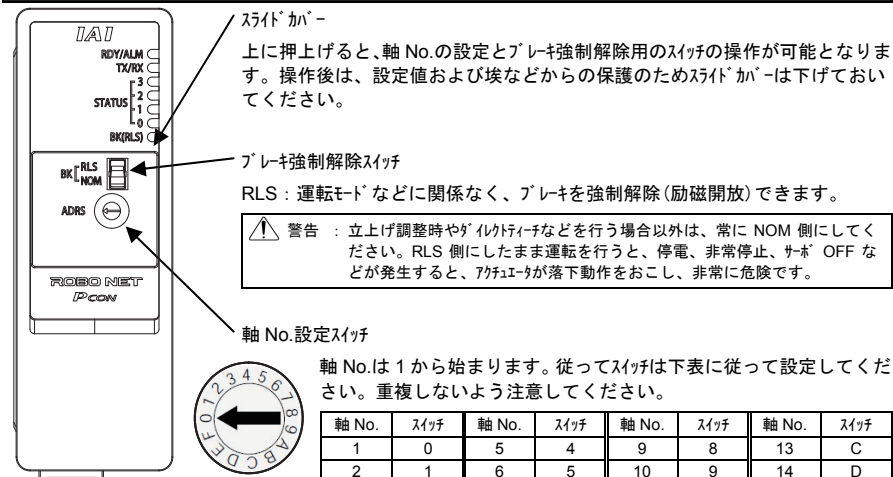 IAI
RDY/ALM
TX/RX
3
2
STATUS
1
0
BK(RLS)
BK
RLS
NOM
ADRS
ROBO NET
PCON
ｽﾗｲﾄﾞｶﾊﾞｰ
上に押上げると、軸 No.の設定とﾌﾞﾚｰｷ強制解除用のｽｲｯﾁの操作が可能となりま
す。操作後は、設定値および埃などからの保護のためｽﾗｲﾄﾞｶﾊﾞｰは下げておい
てください。
ﾌﾞﾚｰｷ強制解除ｽｲｯﾁ
RLS：運転ﾓｰﾄﾞなどに関係なく、ﾌﾞﾚｰｷを強制解除(励磁開放)できます。
警告 ： 立上げ調整時やﾀﾞｲﾚｸﾄﾃｨｰﾁなどを行う場合以外は、常に NOM 側にしてく
ださい。RLS 側にしたまま運転を行うと、停電、非常停止、ｻｰﾎﾞ OFF な
どが発生すると、ｱｸﾁｭｴｰﾀが落下動作をおこし、非常に危険です。
軸 No.設定ｽｲｯﾁ
軸 No.は 1 から始まります。従ってｽｲｯﾁは下表に従って設定してくだ
さい。重複しないよう注意してください。
0 1 2 3 4 5 6 7 8 9 A B C D E F
軸 No. ｽｲｯﾁ 軸 No. ｽｲｯﾁ 軸 No. ｽｲｯﾁ 軸 No. ｽｲｯﾁ
1 0 5 4 9 8 13 C
2 1 6 5 10 9 14 D